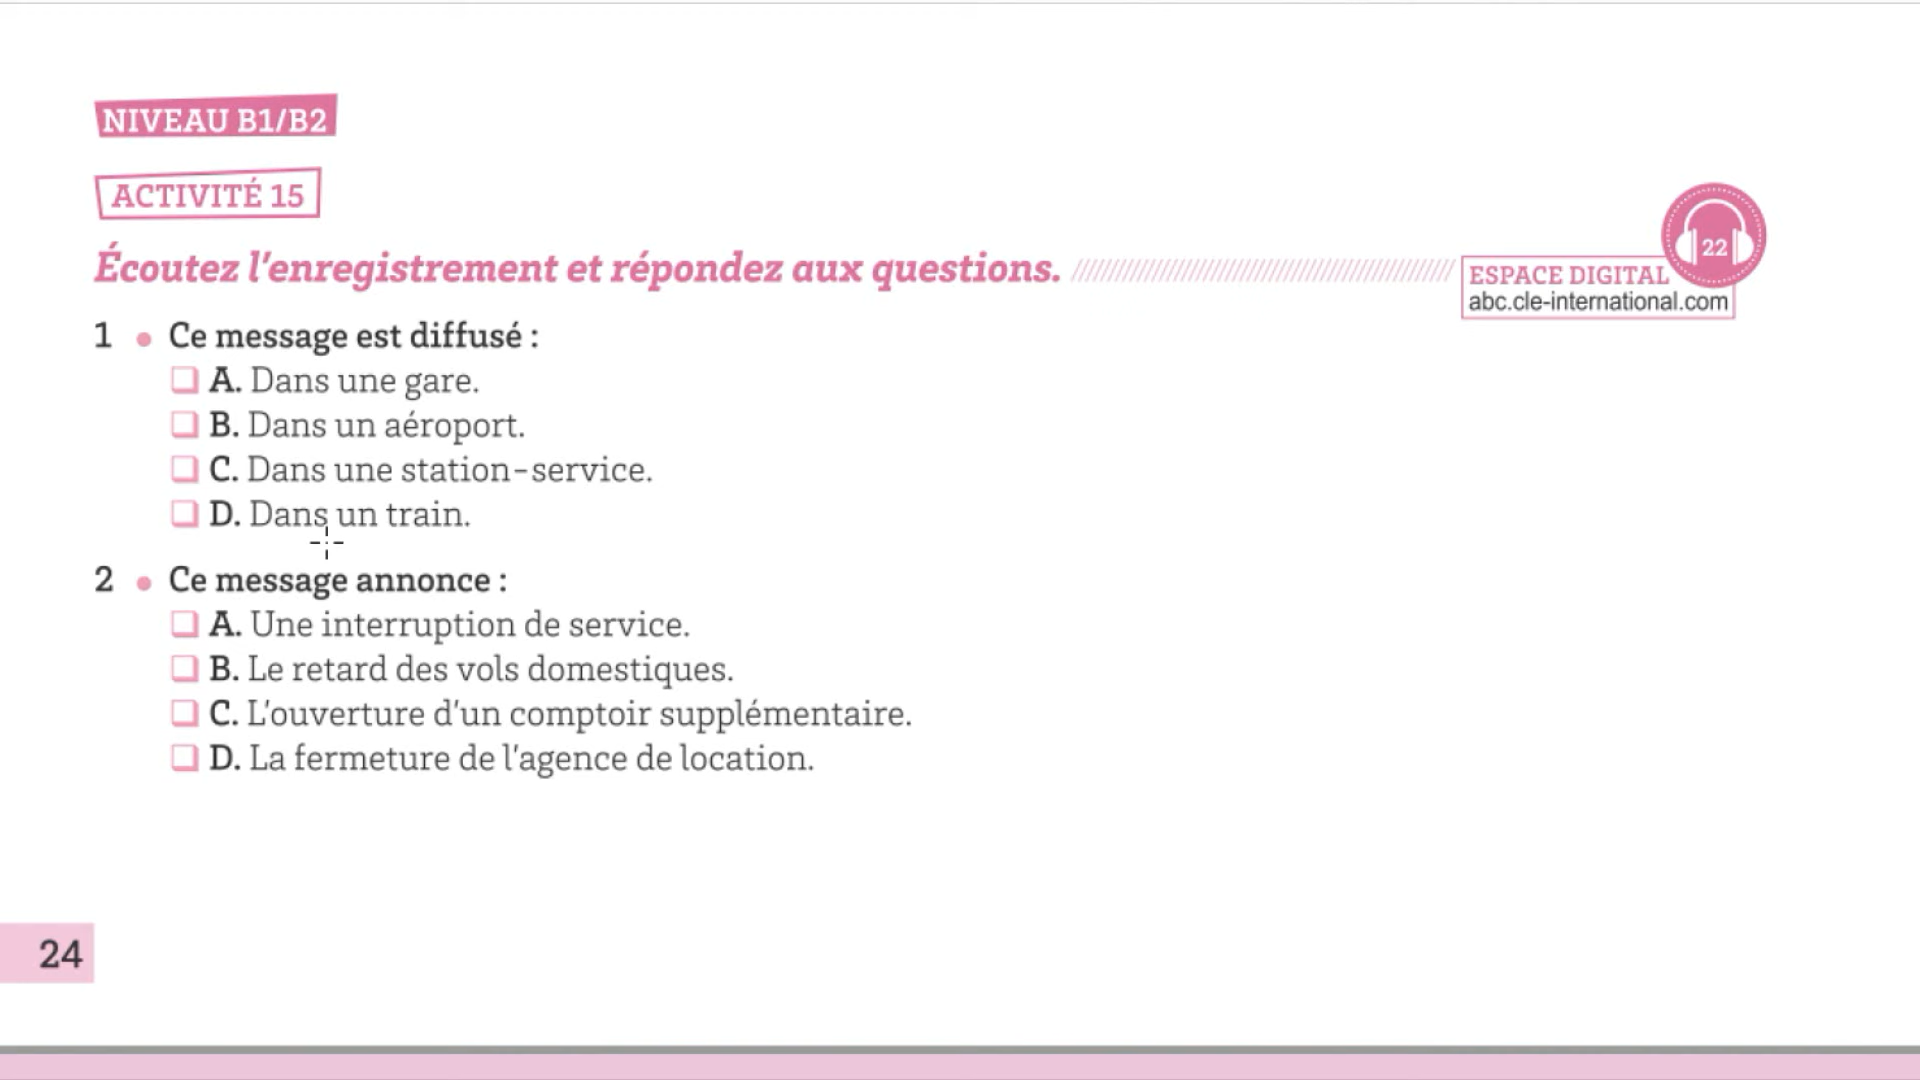 NIVEAU B1/B2
ACTIVITÉ 15
Écoutez l'enregistrement et répondez aux questions.
22
ESPACE DIGITAL
abc.cle-international.com
1 • Ce message est diffusé :
❑ A. Dans une gare.
❑ B. Dans un aéroport.
❑ C. Dans une station-service.
❑ D. Dans un train.
2 • Ce message annonce :
❑ A. Une interruption de service.
❑ B. Le retard des vols domestiques.
❑ C. L'ouverture d'un comptoir supplémentaire.
❑ D. La fermeture de l'agence de location.
24